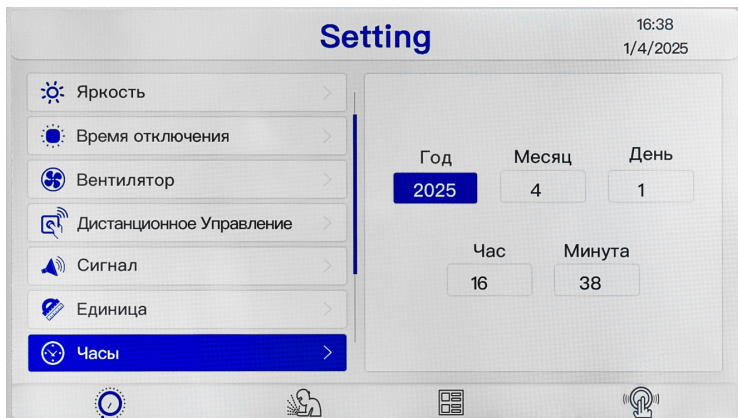 Setting
16:38
1/4/2025
Яркость
Время отключения
Вентилятор
Дистанционное Управление
Сигнал
Единица
Часы
Год Месяц День
2025 4 1
Час Минута
16 38